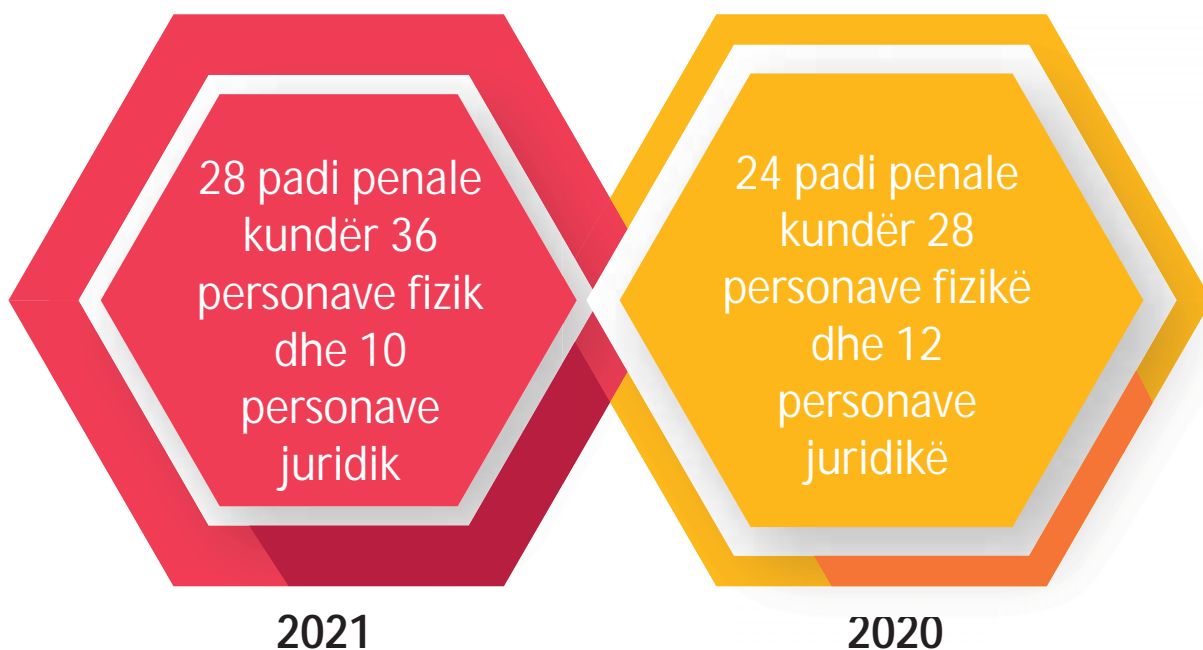 28 padi penale
kundër 36
personave fizik
dhe 10
personave
juridik
2021
24 padi penale
kundër 28
personave fizikë
dhe 12
personave
juridikë
2020